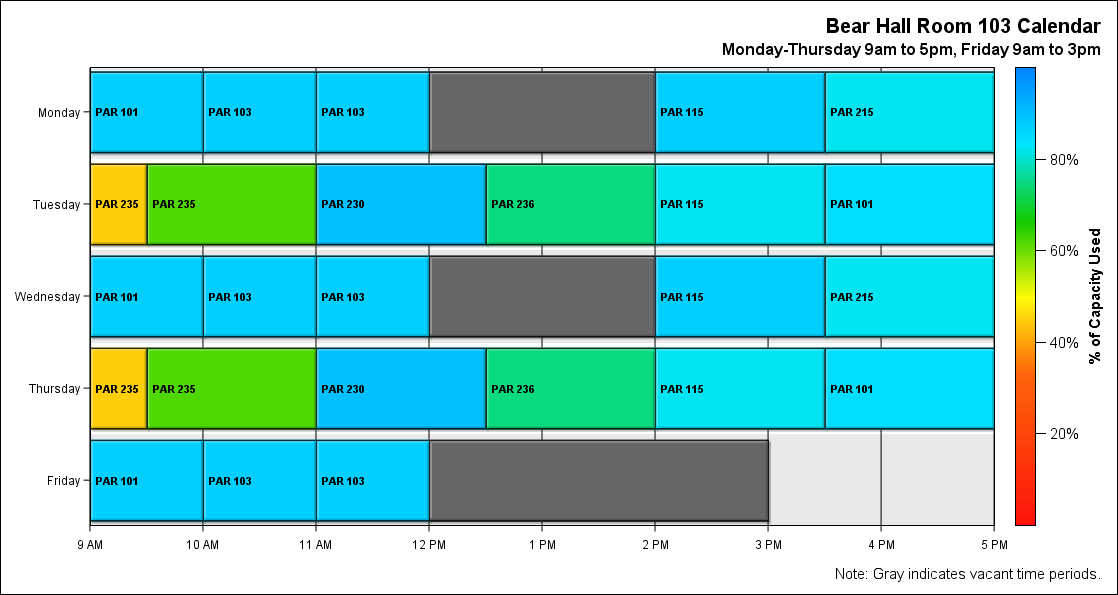 Bear Hall Room 103 Calendar
Monday-Thursday 9am to 5pm, Friday 9am to 3pm
Monday PAR 101 PAR 103 PAR 103 PAR 115 PAR 215
Tuesday PAR 235 PAR 235 PAR 230 PAR 236 PAR 115 PAR 101
Wednesday PAR 101 PAR 103 PAR 103 PAR 115 PAR 215
Thursday PAR 235 PAR 235 PAR 230 PAR 236 PAR 115 PAR 101
Friday PAR 101 PAR 103 PAR 103
9 AM 10 AM 11 AM 12 PM 1 PM 2 PM 3 PM 4 PM 5 PM
80%
60%
40%
20%
% of Capacity Used
Note: Gray indicates vacant time periods.